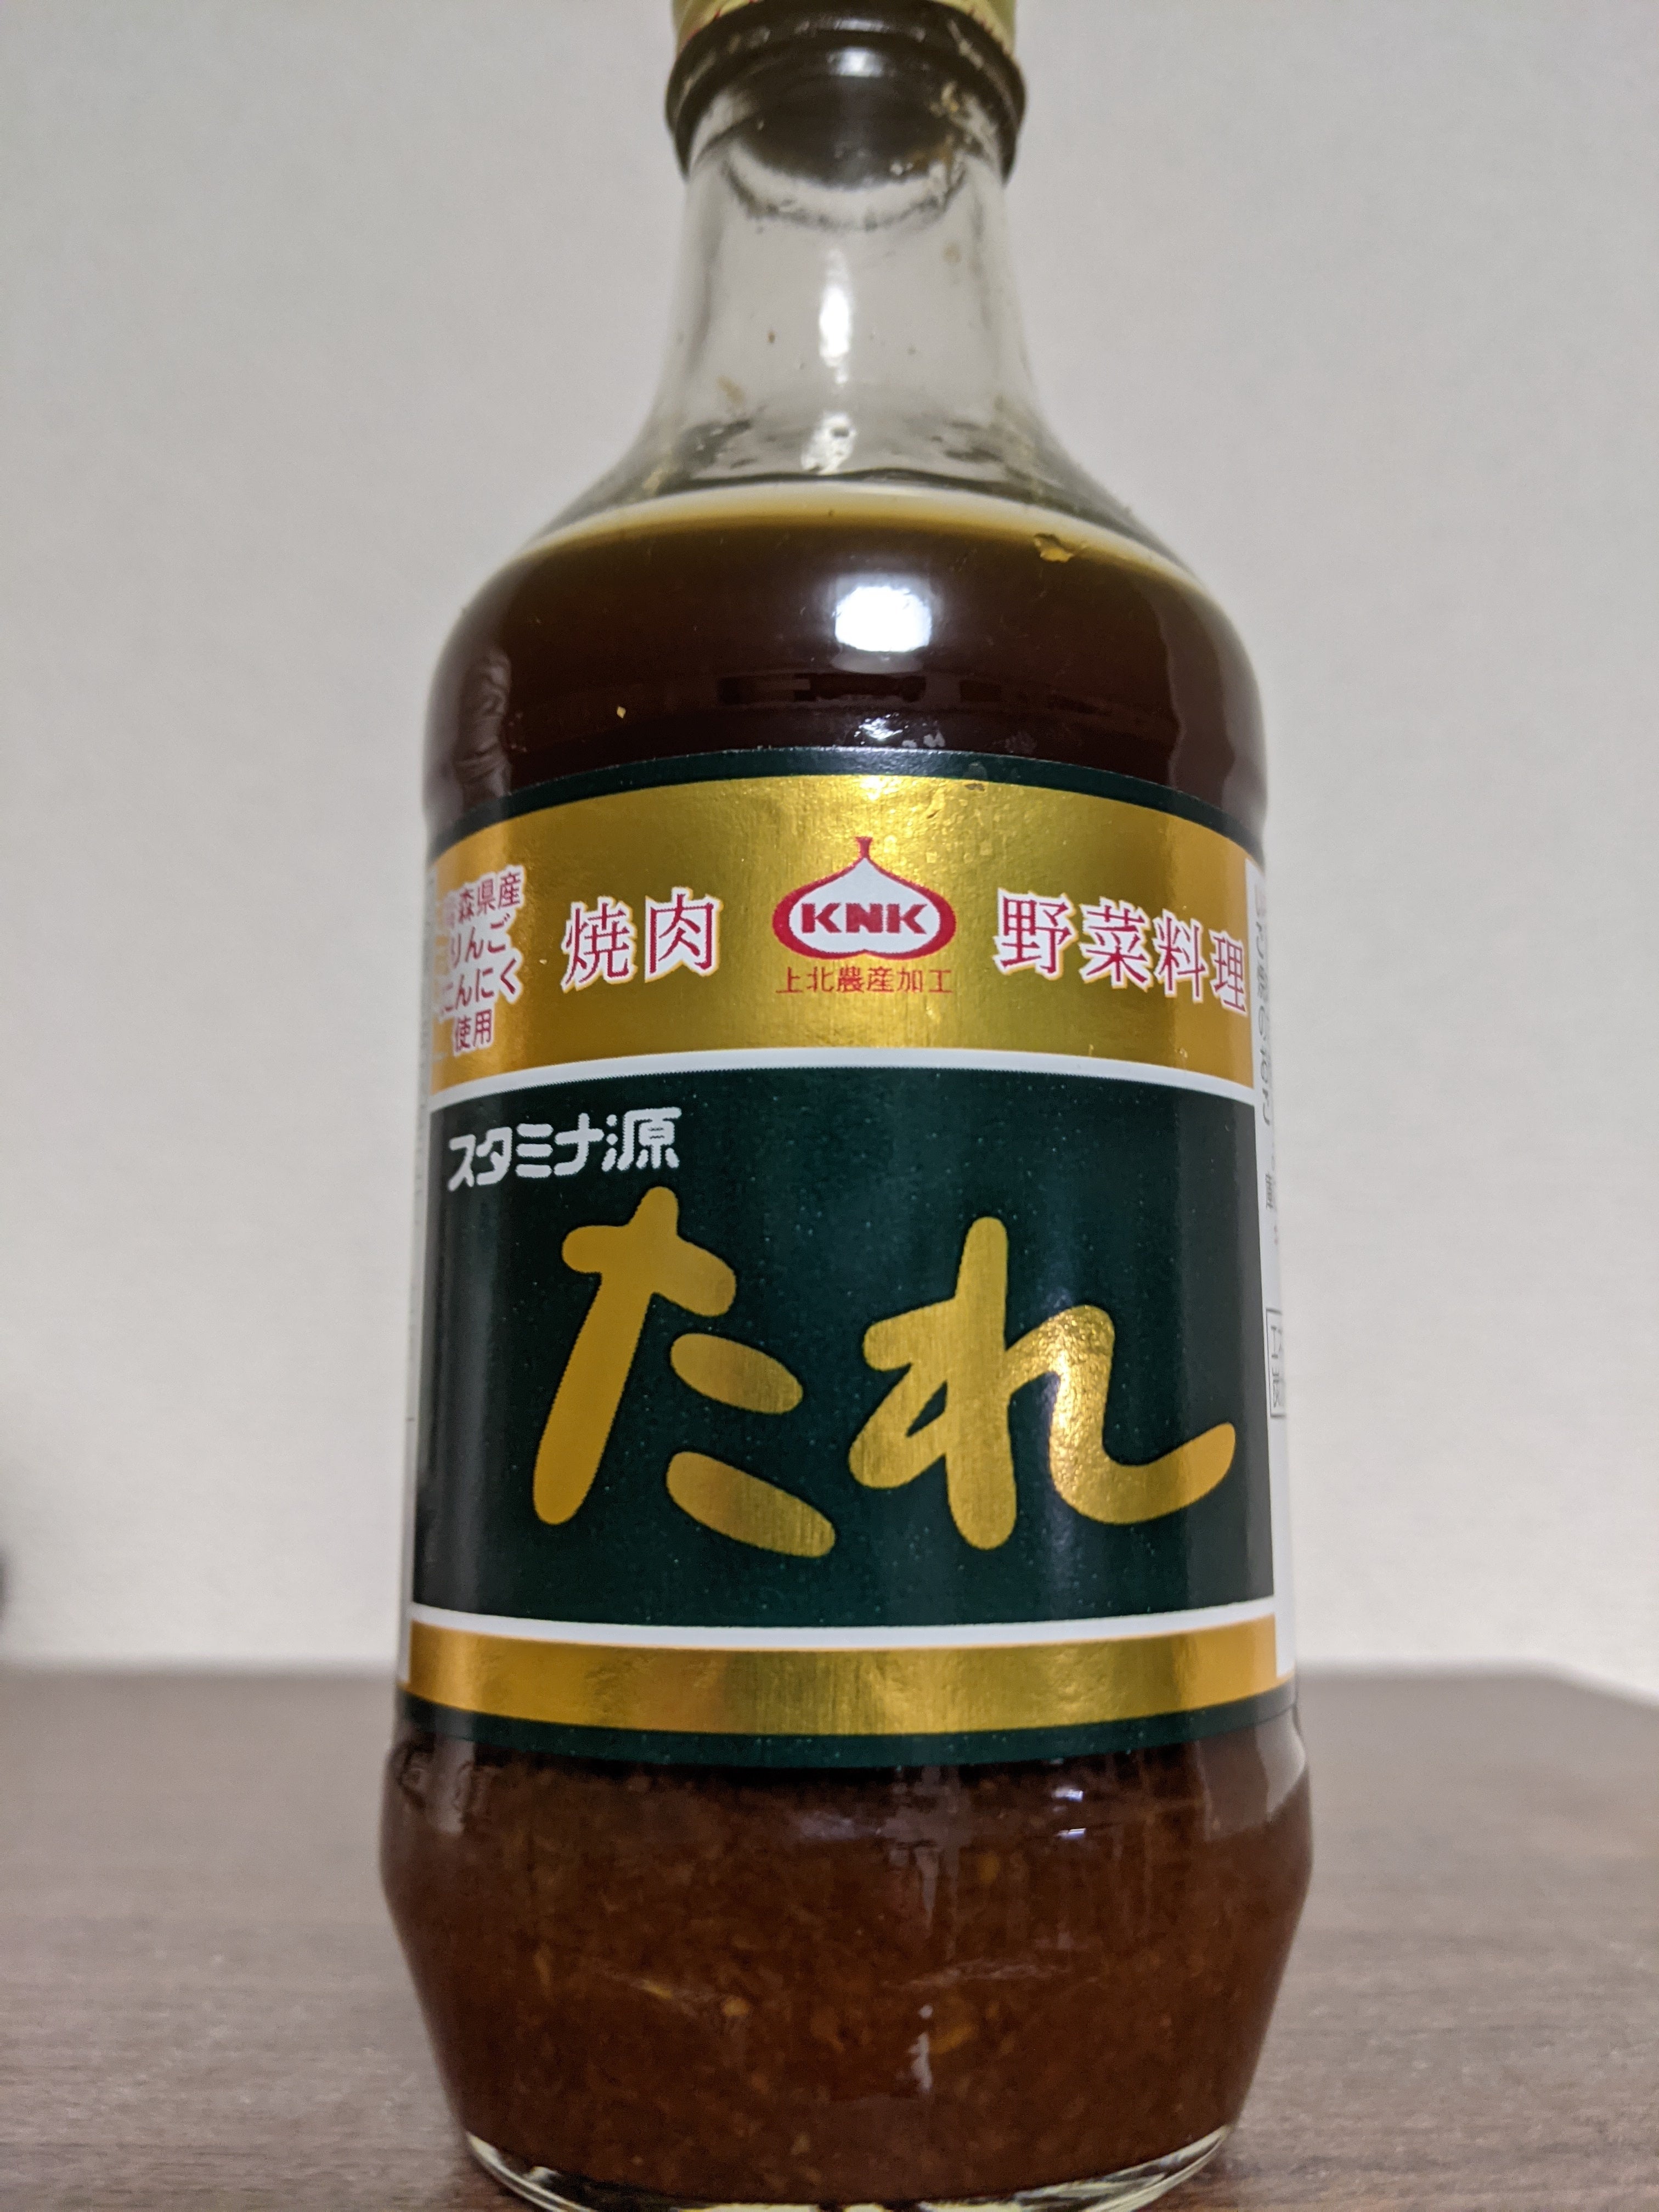 森県産
りんご
にんにく
使用
焼肉
KNK
上北農産加工
野菜料理
スタミナ源
たれ